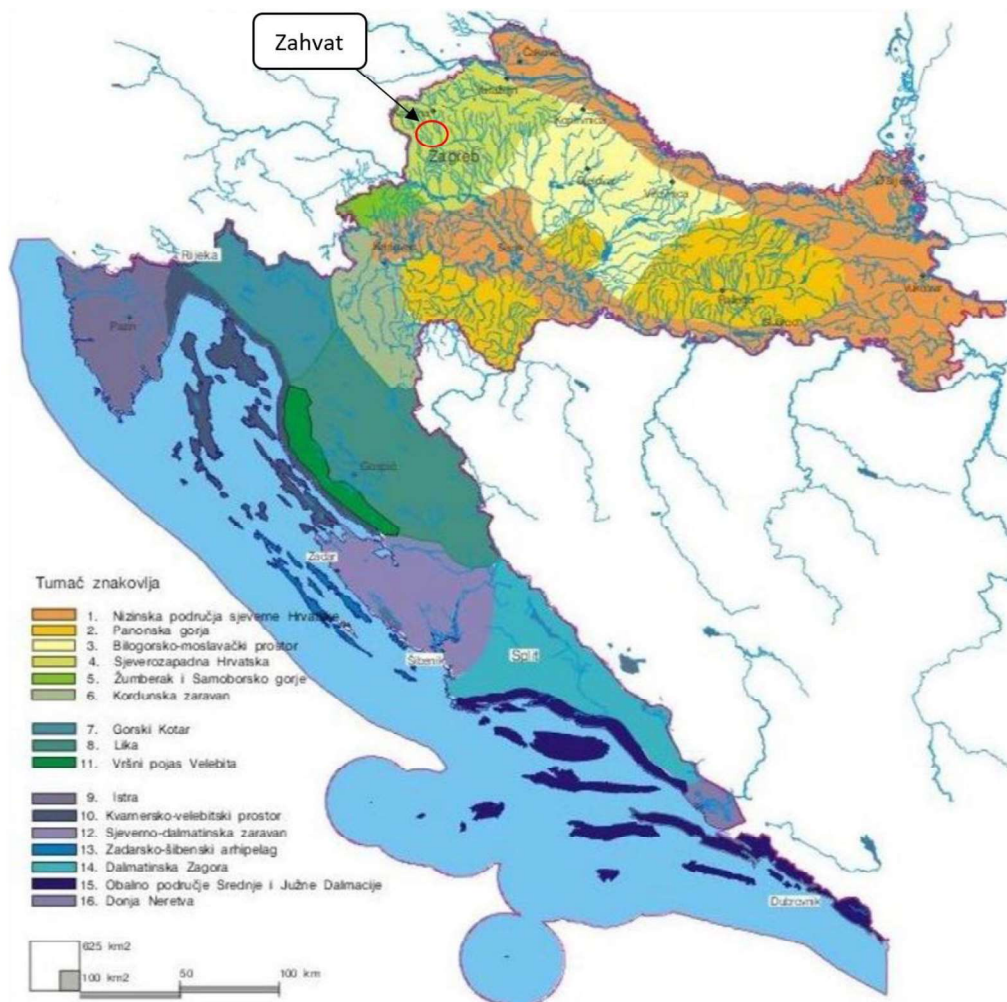 Zahvat
Zagreb
Rijeka
Pazin
Gospić
Zadar
Šibenik
Split
Dubrovnik
Koprivnica
Virovitica
Vukovar
Tumač znakovlja
1. Nizinska područja sjeverne Hrvatske
2. Panonska gorja
3. Bilogorsko-moslavački prostor
4. Sjeverozapadna Hrvatska
5. Žumberak i Samoborsko gorje
6. Kordunska zaravan
7. Gorski Kotar
8. Lika
11. Vršni pojas Velebita
9. Istra
10. Kvarnersko-velebitski prostor
12. Sjeverno-dalmatinska zaravan
13. Zadarsko-šibenski arhipelag
14. Dalmatinska Zagora
15. Obalno područje Srednje i Južne Dalmacije
16. Donja Neretva
625 km2
100 km2
50
100 km